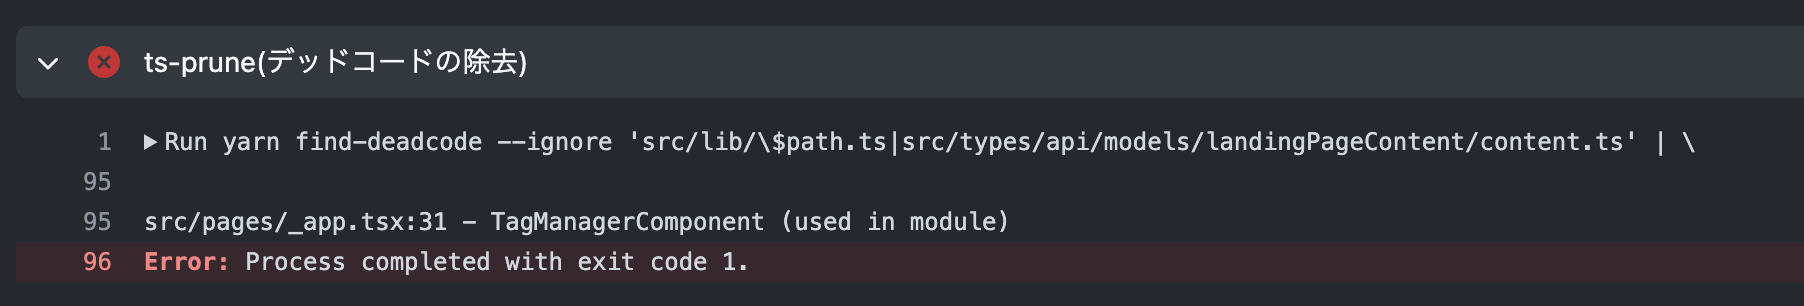 ts-prune(デッドコードの除去)
1 Run yarn find-deadcode --ignore 'src/lib/\$path.ts|src/types/api/models/landingPageContent/content.ts' | \
95
95 src/pages/_app.tsx:31 - TagManagerComponent (used in module)
96 Error: Process completed with exit code 1.